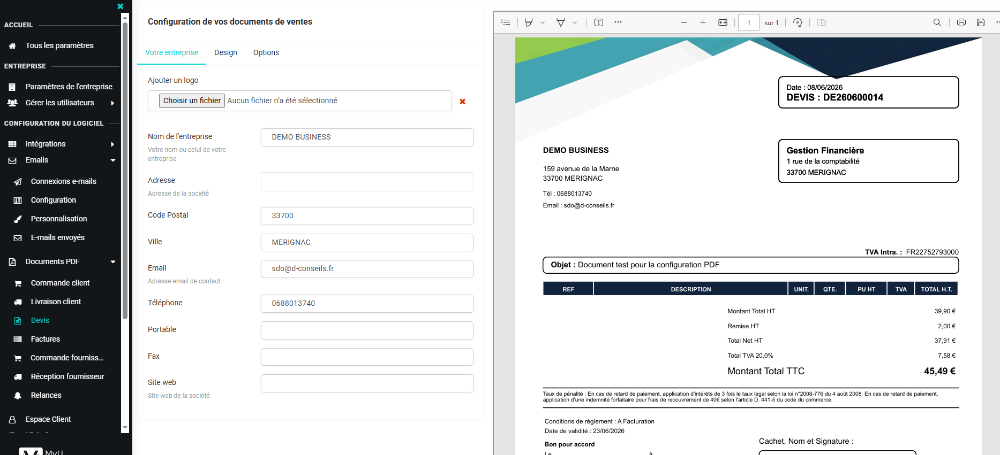 ACCUEIL
Tous les paramètres
ENTREPRISE
Paramètres de l'entreprise
Gérer les utilisateurs
CONFIGURATION DU LOGICIEL
Intégrations
Emails
Connexions e-mails
Configuration
Personnalisation
E-mails envoyés
Documents PDF
Commande client
Livraison client
Devis
Factures
Commande fourniss...
Réception fournisseur
Relances
Espace Client
Configuration de vos documents de ventes
Votre entreprise Design Options
Ajouter un logo
Choisir un fichier Aucun fichier n'a été sélectionné
Nom de l'entreprise DEMO BUSINESS
Votre nom ou celui de votre
entreprise
Adresse
Adresse de la société
Code Postal 33700
Ville MERIGNAC
Email sdo@d-conseils.fr
Adresse email de contact
Téléphone 0688013740
Portable
Fax
Site web
Site web de la société
1 sur 1
Date : 08/06/2026
DEVIS : DE260600014
DEMO BUSINESS
159 avenue de la Marne
33700 MERIGNAC
Tél : 0688013740
Email : sdo@d-conseils.fr
Gestion Financière
1 rue de la comptabilité
33700 MERIGNAC
TVA Intra. : FR22752793000
Objet : Document test pour la configuration PDF
REF DESCRIPTION UNIT. QTE. PU HT TVA TOTAL H.T.
Montant Total HT 39,90 €
Remise HT 2,00 €
Total Net HT 37,91 €
Total TVA 20.0% 7,58 €
Montant Total TTC 45,49 €
Taux de pénalité : En cas de retard de paiement, application d'intérêts de 3 fois le taux légal selon la loi n°2008-776 du 4 août 2008. En cas de retard de paiement,
application d'une indemnité forfaitaire pour frais de recouvrement de 40€ selon l'article D. 441-5 du code du commerce.
Conditions de règlement : A Facturation
Date de validité : 23/06/2026
Bon pour accord
Le à
Cachet, Nom et Signature :